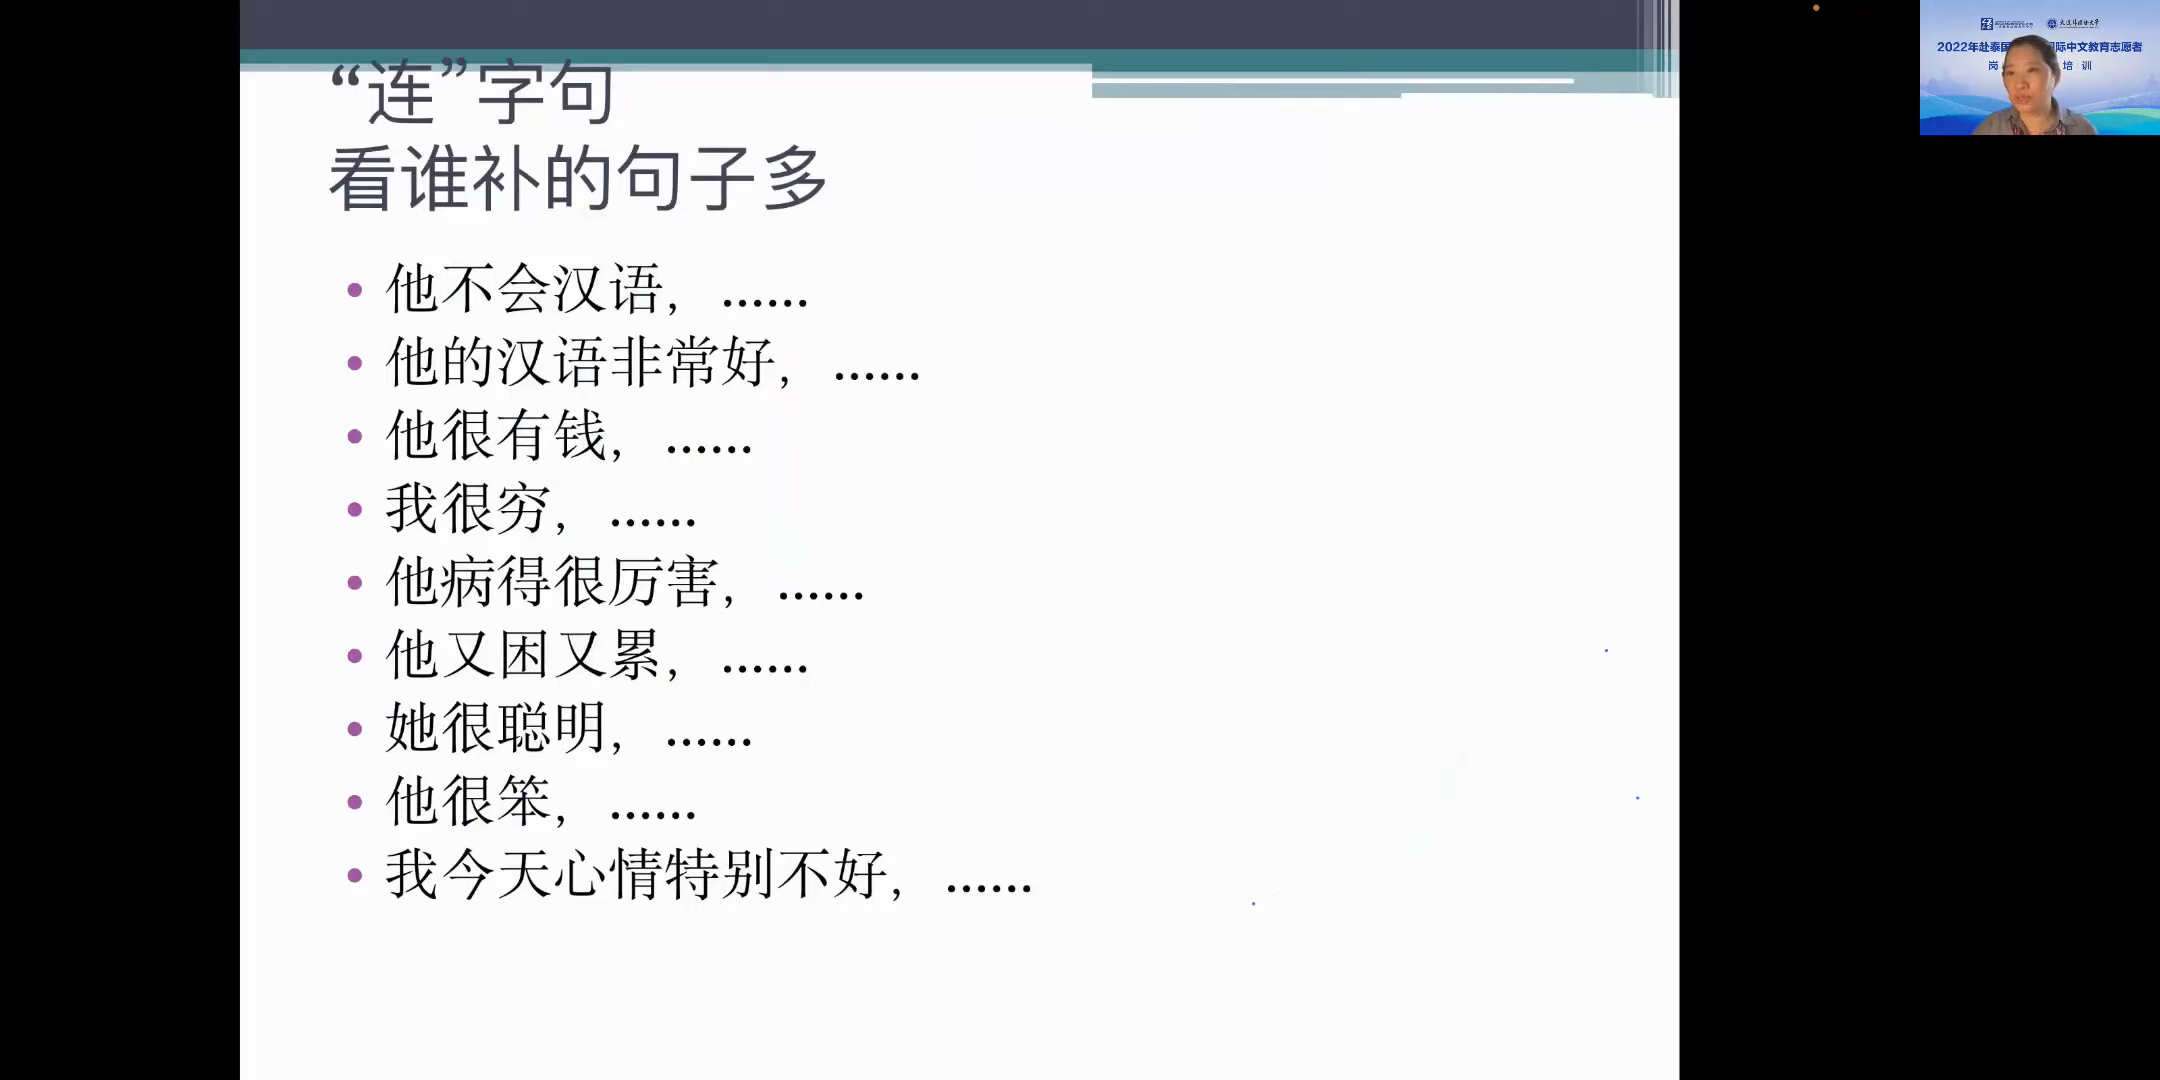 “连”字句
看谁补的句子多
• 他不会汉语，……
• 他的汉语非常好，……
• 他很有钱，……
• 我很穷，……
• 他病得很厉害，……
• 他又困又累，……
• 她很聪明，……
• 他很笨，……
• 我今天心情特别不好，……
2022年赴泰国 国际中文教育志愿者
岗 培训